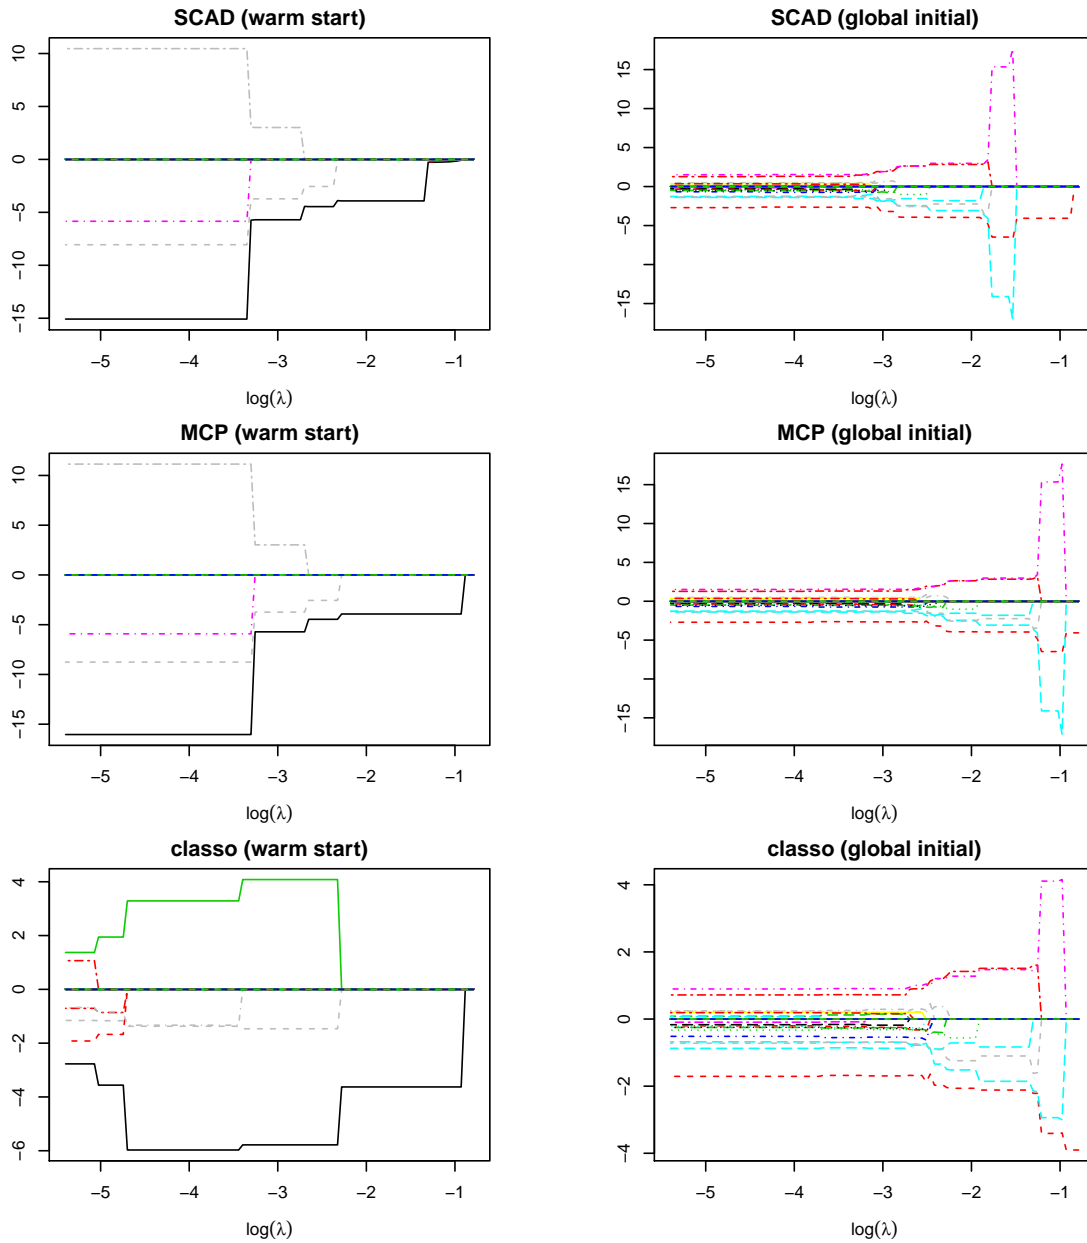 SCAD (warm start)
10
5
0
−5
−10
−15
−5 −4 −3 −2 −1
log(λ)
SCAD (global initial)
15
10
5
0
−5
−15
−5 −4 −3 −2 −1
log(λ)
MCP (warm start)
10
5
0
−5
−10
−15
−5 −4 −3 −2 −1
log(λ)
MCP (global initial)
15
10
5
0
−5
−15
−5 −4 −3 −2 −1
log(λ)
classo (warm start)
4
2
0
−2
−4
−6
−5 −4 −3 −2 −1
log(λ)
classo (global initial)
4
2
0
−2
−4
−5 −4 −3 −2 −1
log(λ)